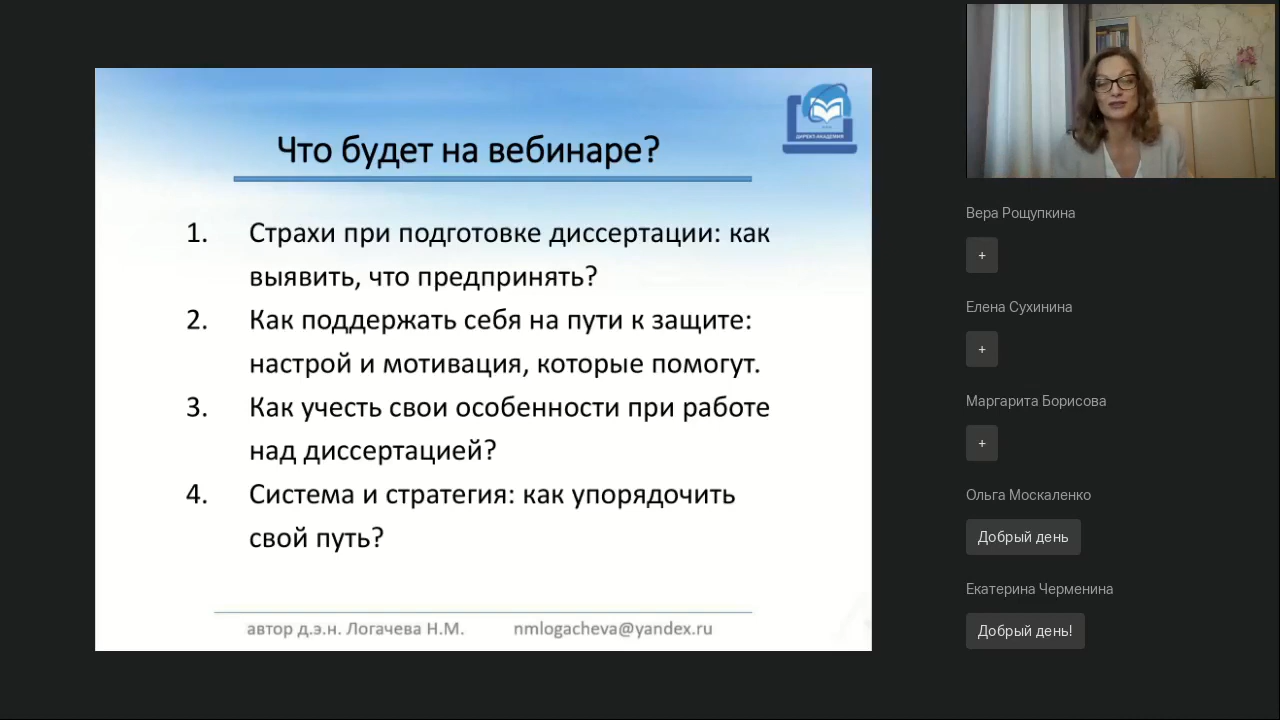 ДИРЕКТ-АКАДЕМИЯ
Что будет на вебинаре?
1. Страхи при подготовке диссертации: как
выявить, что предпринять?
2. Как поддержать себя на пути к защите:
настрой и мотивация, которые помогут.
3. Как учесть свои особенности при работе
над диссертацией?
4. Система и стратегия: как упорядочить
свой путь?
автор д.э.н. Логачева Н.М. nmlogacheva@yandex.ru
Вера Рощупкина
+
Елена Сухинина
+
Маргарита Борисова
+
Ольга Москаленко
Добрый день
Екатерина Черменина
Добрый день!